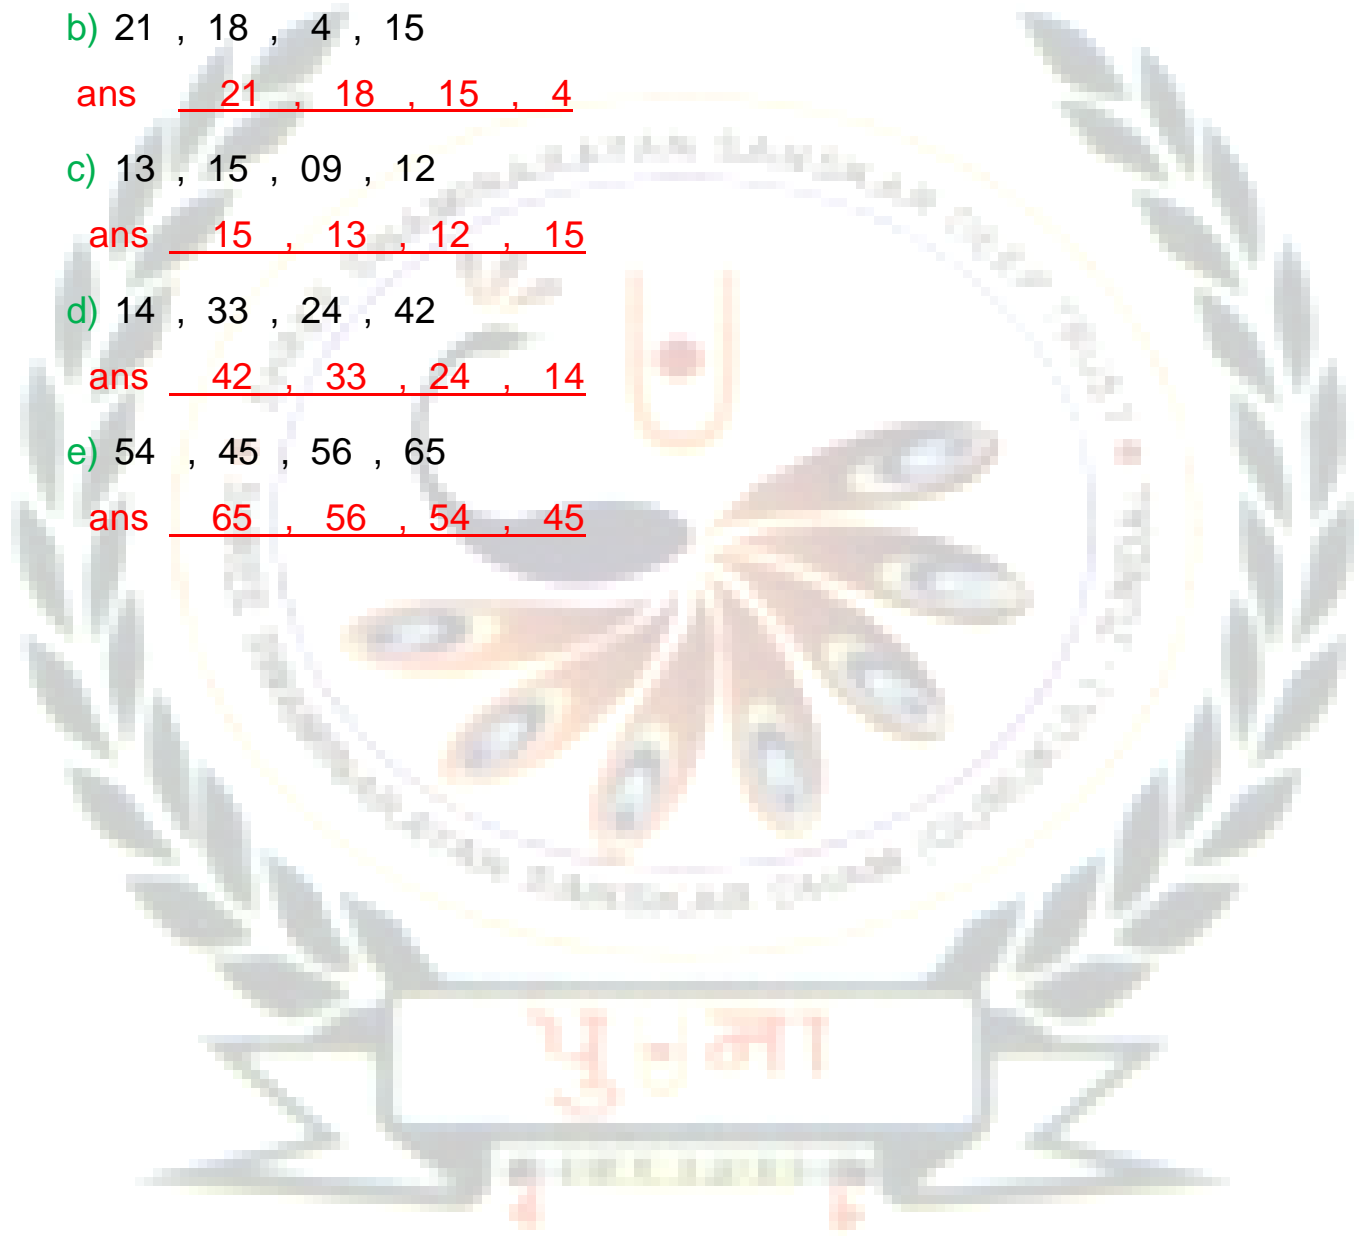 b) 21 , 18 , 4 , 15
ans 21 , 18 , 15 , 4
c) 13 , 15 , 09 , 12
ans 15 , 13 , 12 , 15
d) 14 , 33 , 24 , 42
ans 42 , 33 , 24 , 14
e) 54 , 45 , 56 , 65
ans 65 , 56 , 54 , 45